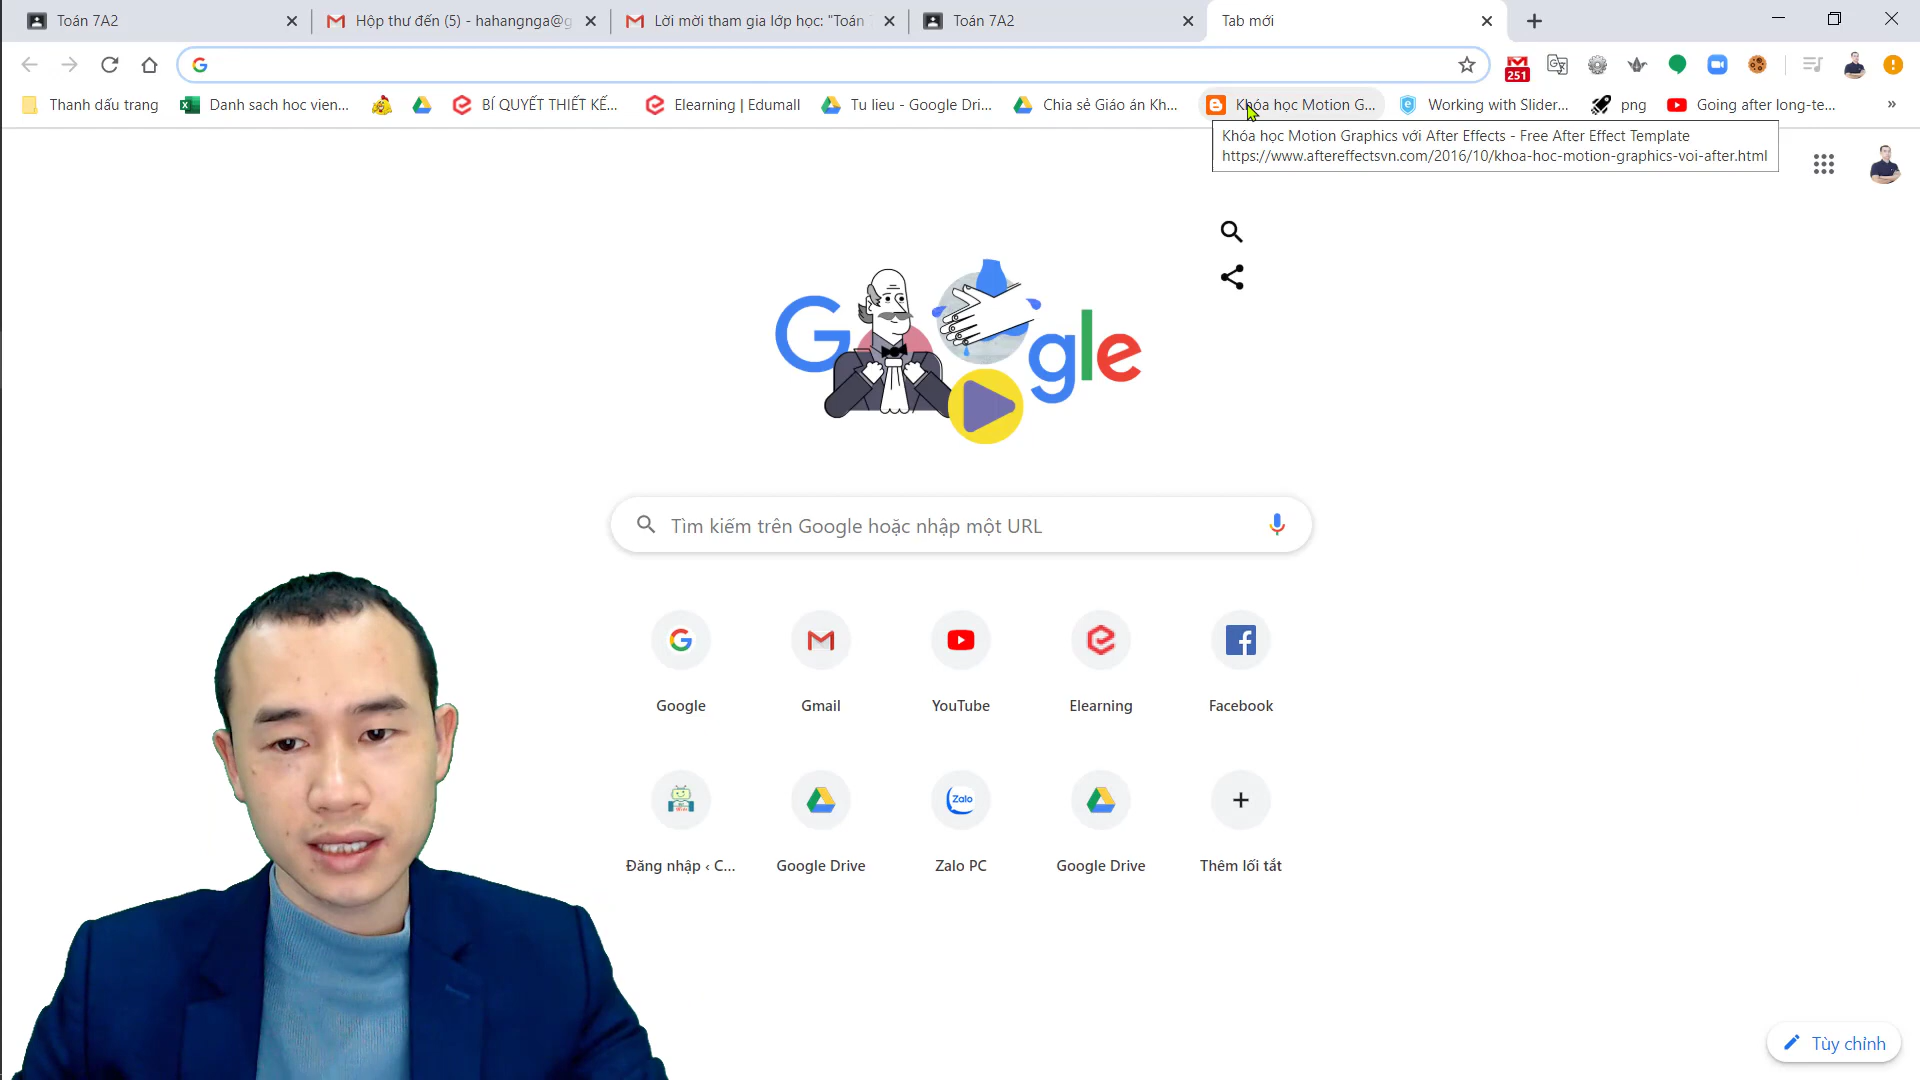 Toán 7A2
Hộp thư đến (5) - hahangnga@g
Lời mời tham gia lớp học: "Toán 7
Toán 7A2
Tab mới
251
Thanh dấu trang
Danh sach hoc vien...
BÍ QUYẾT THIẾT KẾ...
Elearning | Edumall
Tu lieu - Google Dri...
Chia sẻ Giáo án Kh...
Khóa học Motion G...
Working with Slider...
png
Going after long-te...
»
Khóa học Motion Graphics với After Effects - Free After Effect Template
https://www.aftereffectsvn.com/2016/10/khoa-hoc-motion-graphics-voi-after.html
G gle
Tìm kiếm trên Google hoặc nhập một URL
Google
Gmail
YouTube
Elearning
Facebook
Zalo
Đăng nhập ‹ C...
Google Drive
Zalo PC
Google Drive
Thêm lối tắt
Tùy chỉnh